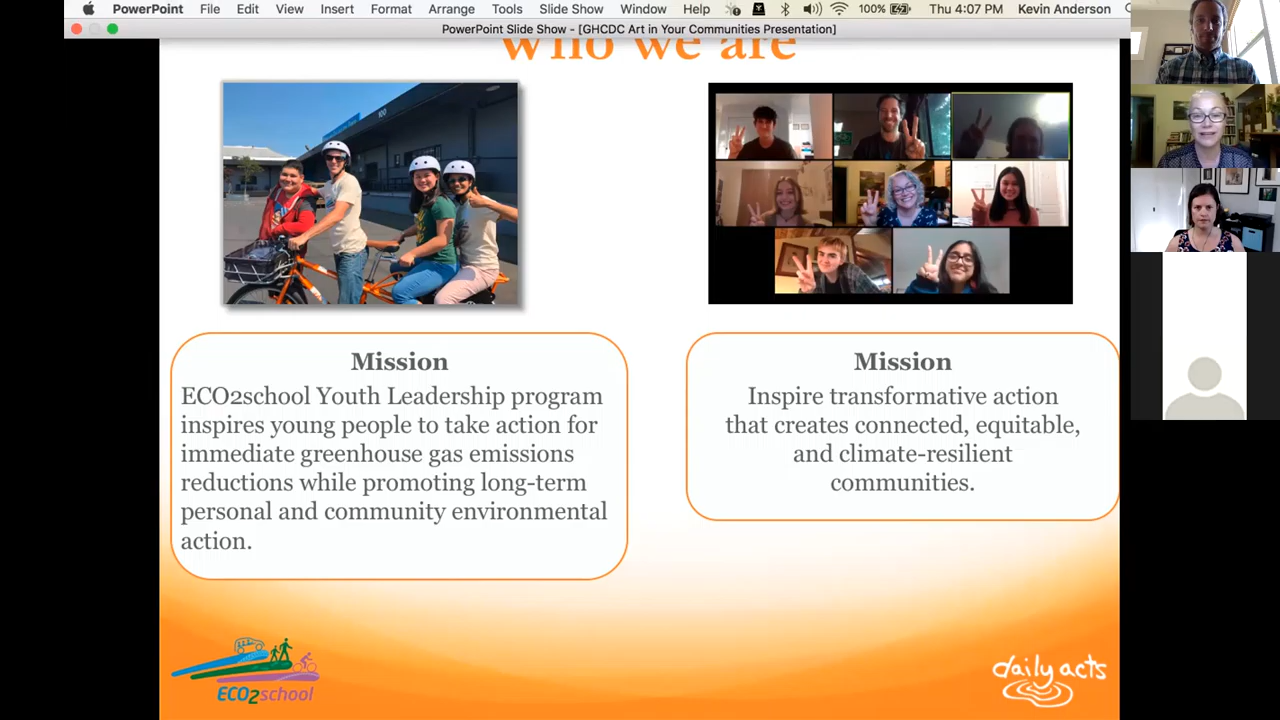 PowerPoint File Edit View Insert Format Arrange Tools Slide Show Window Help 100% Thu 4:07 PM Kevin Anderson
PowerPoint Slide Show - [GHCDC Art in Your Communities Presentation]
Who we are
100
Mission
ECO2school Youth Leadership program
inspires young people to take action for
immediate greenhouse gas emissions
reductions while promoting long-term
personal and community environmental
action.
Mission
Inspire transformative action
that creates connected, equitable,
and climate-resilient
communities.
ECO2school
daily acts